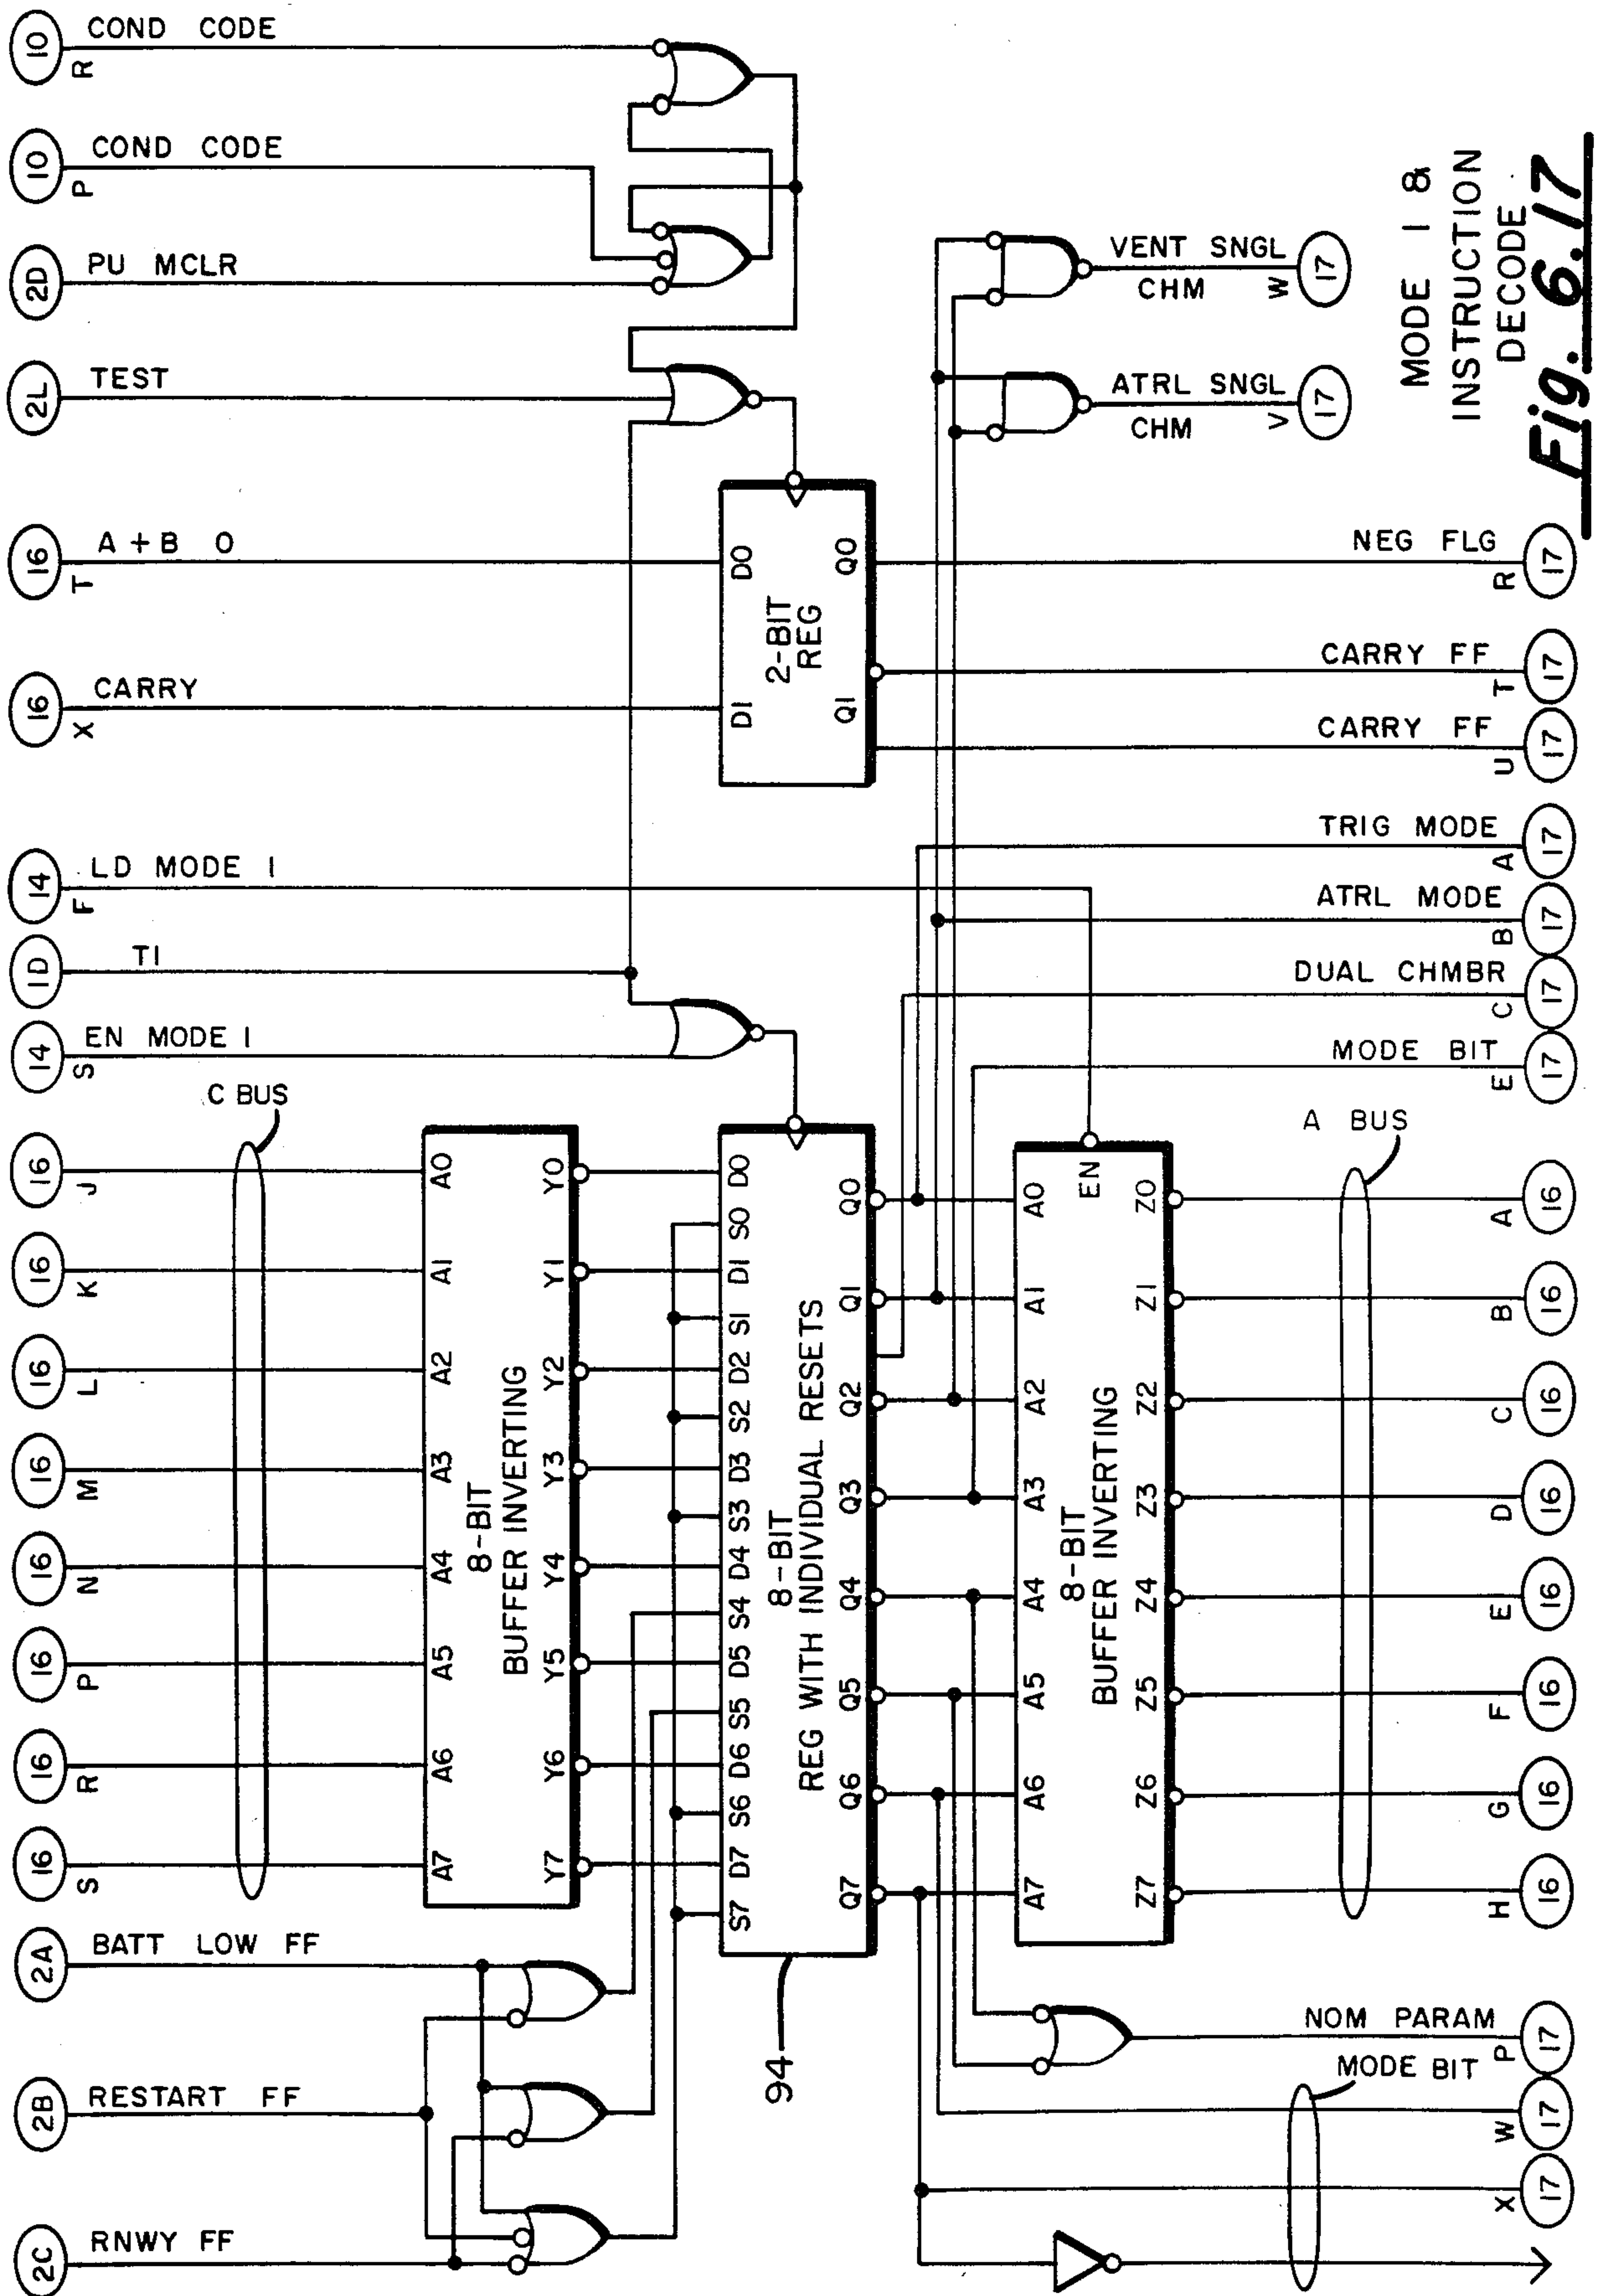 10 R COND CODE
10 P COND CODE
2D PU MCLR
2L TEST
16 T A+B 0
16 X CARRY
14 F LD MODE 1
1D T1
14 S EN MODE 1
C BUS
16 J
16 K
16 L
16 M
16 N
16 P
16 R
16 S
2A BATT LOW FF
2B RESTART FF
2C RNWY FF
A7 A6 A5 A4 A3 A2 A1 A0
8-BIT
BUFFER INVERTING
Y7 Y6 Y5 Y4 Y3 Y2 Y1 Y0
S7 D7 S6 D6 S5 D5 S4 D4 S3 D3 S2 D2 S1 D1 S0 D0
8-BIT
REG WITH INDIVIDUAL RESETS
Q7 Q6 Q5 Q4 Q3 Q2 Q1 Q0
94
D1 D0
2-BIT
REG
Q1 Q0
A7 A6 A5 A4 A3 A2 A1 A0 EN
8-BIT
BUFFER INVERTING
Z7 Z6 Z5 Z4 Z3 Z2 Z1 Z0
VENT SNGL
CHM
W 17
ATRL SNGL
CHM
V 17
NEG FLG
R 17
CARRY FF
T 17
CARRY FF
U 17
TRIG MODE
A 17
ATRL MODE
B 17
DUAL CHMBR
C 17
MODE BIT
E 17
A BUS
A 16
B 16
C 16
D 16
E 16
F 16
G 16
H 16
NOM PARAM
P 17
MODE BIT
W 17
X 17
MODE 1 &
INSTRUCTION
DECODE
Fig. 6.17